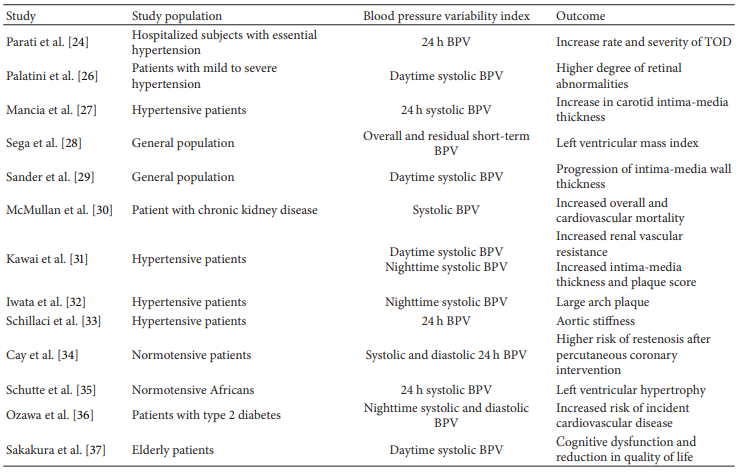 Study Study population Blood pressure variability index Outcome
Parati et al. [24] Hospitalized subjects with essential hypertension 24 h BPV Increase rate and severity of TOD
Palatini et al. [26] Patients with mild to severe hypertension Daytime systolic BPV Higher degree of retinal abnormalities
Mancia et al. [27] Hypertensive patients 24 h systolic BPV Increase in carotid intima-media thickness
Sega et al. [28] General population Overall and residual short-term BPV Left ventricular mass index
Sander et al. [29] General population Daytime systolic BPV Progression of intima-media wall thickness
McMullan et al. [30] Patient with chronic kidney disease Systolic BPV Increased overall and cardiovascular mortality
Kawai et al. [31] Hypertensive patients Daytime systolic BPV Nighttime systolic BPV Increased renal vascular resistance Increased intima-media thickness and plaque score
Iwata et al. [32] Hypertensive patients Nighttime systolic BPV Large arch plaque
Schillaci et al. [33] Hypertensive patients 24 h BPV Aortic stiffness
Cay et al. [34] Normotensive patients Systolic and diastolic 24 h BPV Higher risk of restenosis after percutaneous coronary intervention
Schutte et al. [35] Normotensive Africans 24 h systolic BPV Left ventricular hypertrophy
Ozawa et al. [36] Patients with type 2 diabetes Nighttime systolic and diastolic BPV Increased risk of incident cardiovascular disease
Sakakura et al. [37] Elderly patients Daytime systolic BPV Cognitive dysfunction and reduction in quality of life